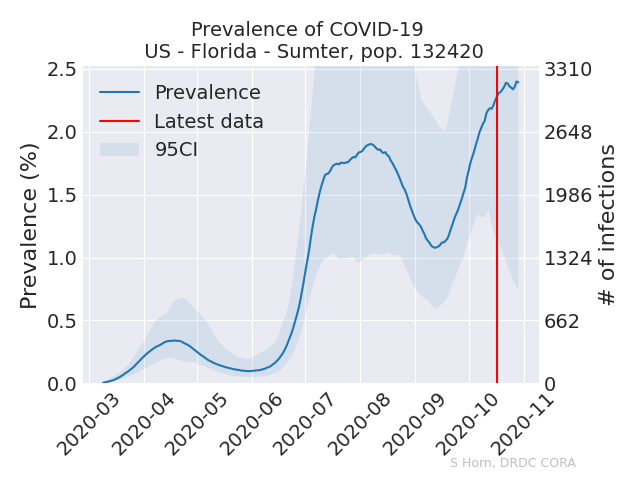 Prevalence of COVID-19
US - Florida - Sumter, pop. 132420
Prevalence
Latest data
95CI
Prevalence (%)
2.5
2.0
1.5
1.0
0.5
0.0
3310
2648
1986
1324
662
0
# of infections
2020-03
2020-04
2020-05
2020-06
2020-07
2020-08
2020-09
2020-10
2020-11
S Horn, DRDC CORA